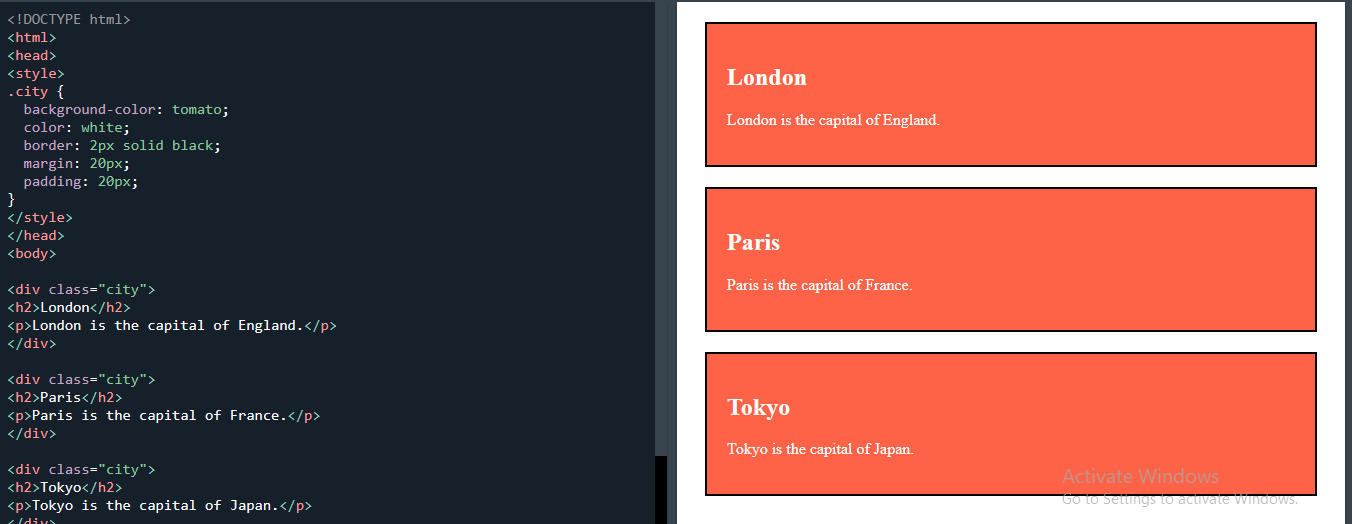 <!DOCTYPE html>
<html>
<head>
<style>
.city {
  background-color: tomato;
  color: white;
  border: 2px solid black;
  margin: 20px;
  padding: 20px;
}
</style>
</head>
<body>

<div class="city">
<h2>London</h2>
<p>London is the capital of England.</p>
</div>

<div class="city">
<h2>Paris</h2>
<p>Paris is the capital of France.</p>
</div>

<div class="city">
<h2>Tokyo</h2>
<p>Tokyo is the capital of Japan.</p>
</div>
London
London is the capital of England.
Paris
Paris is the capital of France.
Tokyo
Tokyo is the capital of Japan.
Activate Windows
Go to Settings to activate Windows.